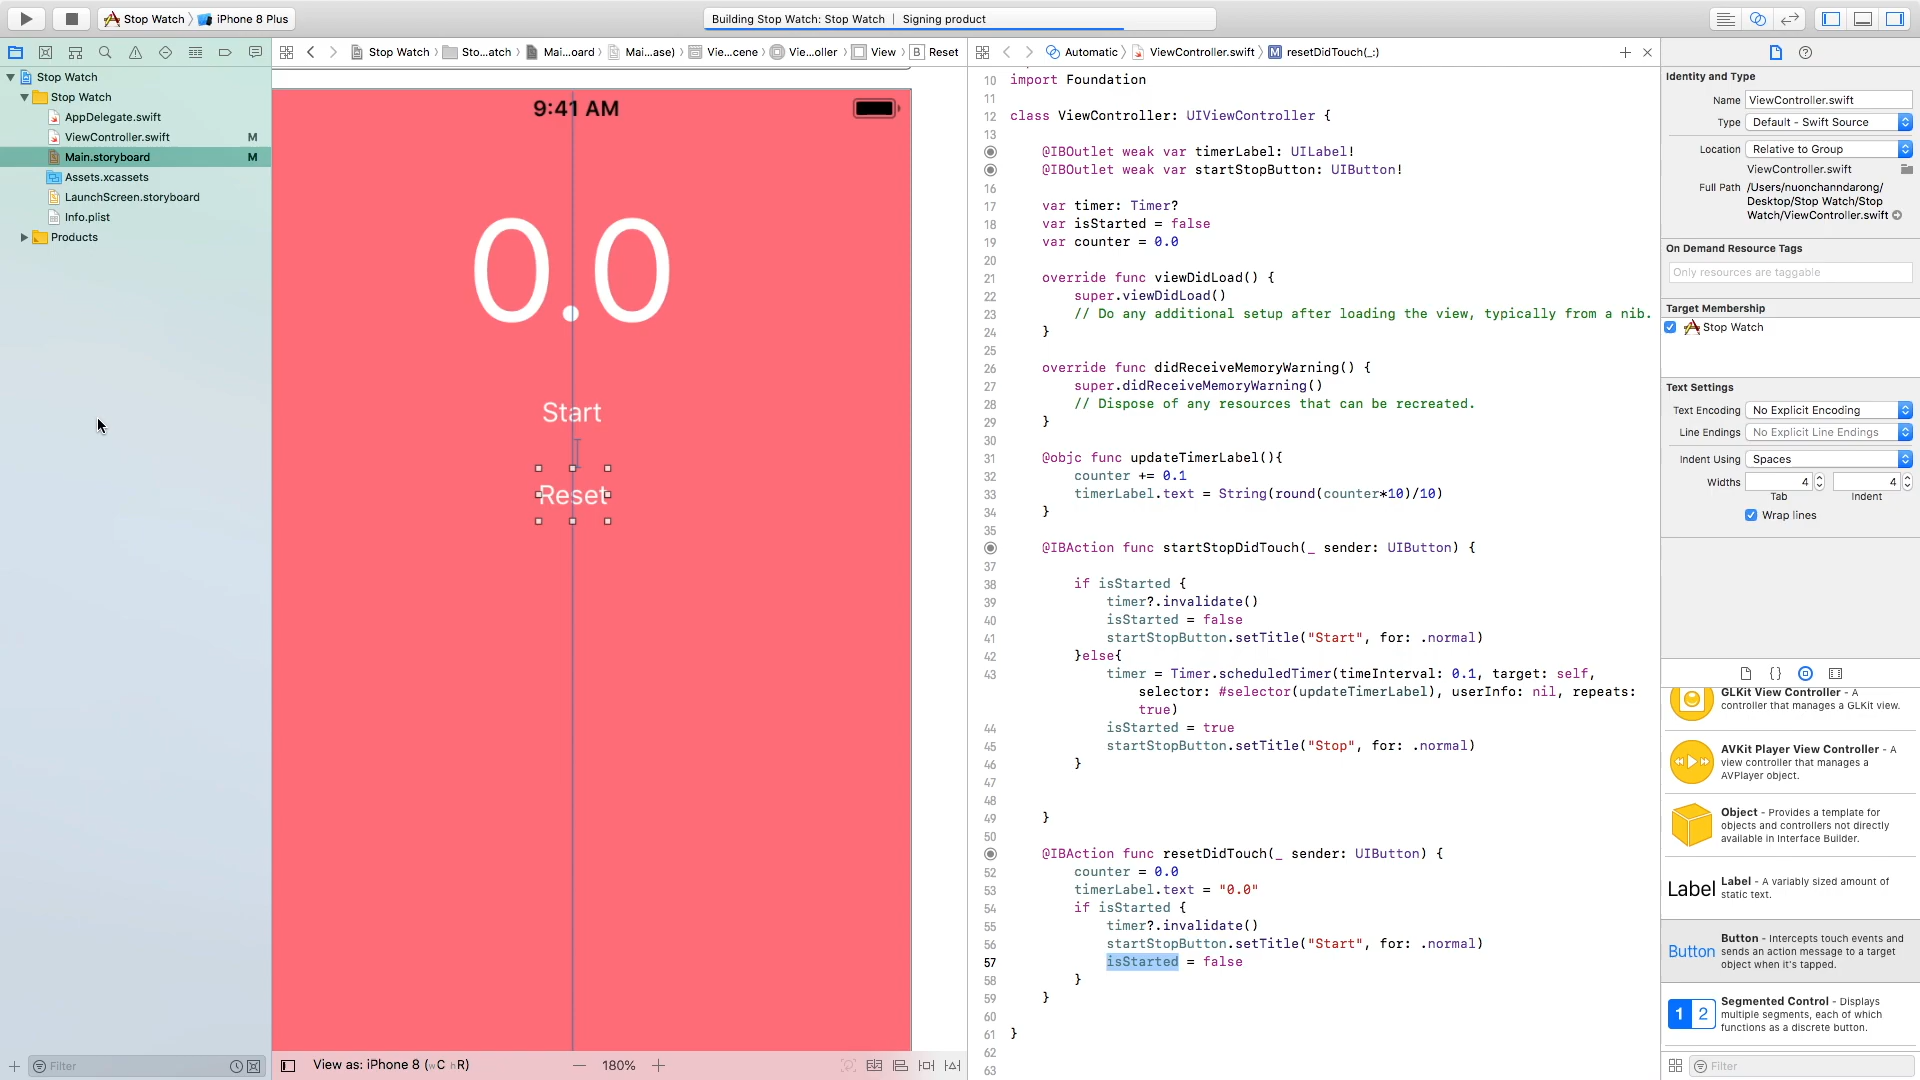 Stop Watch
iPhone 8 Plus
Building Stop Watch: Stop Watch | Signing product
Stop Watch
Stop Watch
AppDelegate.swift
ViewController.swift M
Main.storyboard M
Assets.xcassets
LaunchScreen.storyboard
Info.plist
Products
Filter
Stop Watch
Sto...atch
Mai...oard
Mai...ase)
Vie...cene
Vie...oller
View
B Reset
9:41 AM
0.0
Start
Reset
View as: iPhone 8 (wC hR)
180%
Automatic
ViewController.swift
M resetDidTouch(_:)
10 import Foundation
11
12 class ViewController: UIViewController {
13
@IBOutlet weak var timerLabel: UILabel!
@IBOutlet weak var startStopButton: UIButton!
16
17 var timer: Timer?
18 var isStarted = false
19 var counter = 0.0
20
21 override func viewDidLoad() {
22 super.viewDidLoad()
23 // Do any additional setup after loading the view, typically from a nib.
24 }
25
26 override func didReceiveMemoryWarning() {
27 super.didReceiveMemoryWarning()
28 // Dispose of any resources that can be recreated.
29 }
30
31 @objc func updateTimerLabel(){
32 counter += 0.1
33 timerLabel.text = String(round(counter*10)/10)
34 }
35
@IBAction func startStopDidTouch(_ sender: UIButton) {
37
38 if isStarted {
39 timer?.invalidate()
40 isStarted = false
41 startStopButton.setTitle("Start", for: .normal)
42 }else{
43 timer = Timer.scheduledTimer(timeInterval: 0.1, target: self,
selector: #selector(updateTimerLabel), userInfo: nil, repeats:
true)
44 isStarted = true
45 startStopButton.setTitle("Stop", for: .normal)
46 }
47
48
49 }
50
@IBAction func resetDidTouch(_ sender: UIButton) {
52 counter = 0.0
53 timerLabel.text = "0.0"
54 if isStarted {
55 timer?.invalidate()
56 startStopButton.setTitle("Start", for: .normal)
57 isStarted = false
58 }
59 }
60
61 }
62
63
Identity and Type
Name ViewController.swift
Type Default - Swift Source
Location Relative to Group
ViewController.swift
Full Path /Users/nuonchanndarong/
Desktop/Stop Watch/Stop
Watch/ViewController.swift
On Demand Resource Tags
Only resources are taggable
Target Membership
Stop Watch
Text Settings
Text Encoding No Explicit Encoding
Line Endings No Explicit Line Endings
Indent Using Spaces
Widths 4 4
Tab Indent
Wrap lines
{}
GLKit View Controller - A
controller that manages a GLKit view.
AVKit Player View Controller - A
view controller that manages a
AVPlayer object.
Object - Provides a template for
objects and controllers not directly
available in Interface Builder.
Label
Label - A variably sized amount of
static text.
Button
Button - Intercepts touch events and
sends an action message to a target
object when it's tapped.
1 2
Segmented Control - Displays
multiple segments, each of which
functions as a discrete button.
Filter